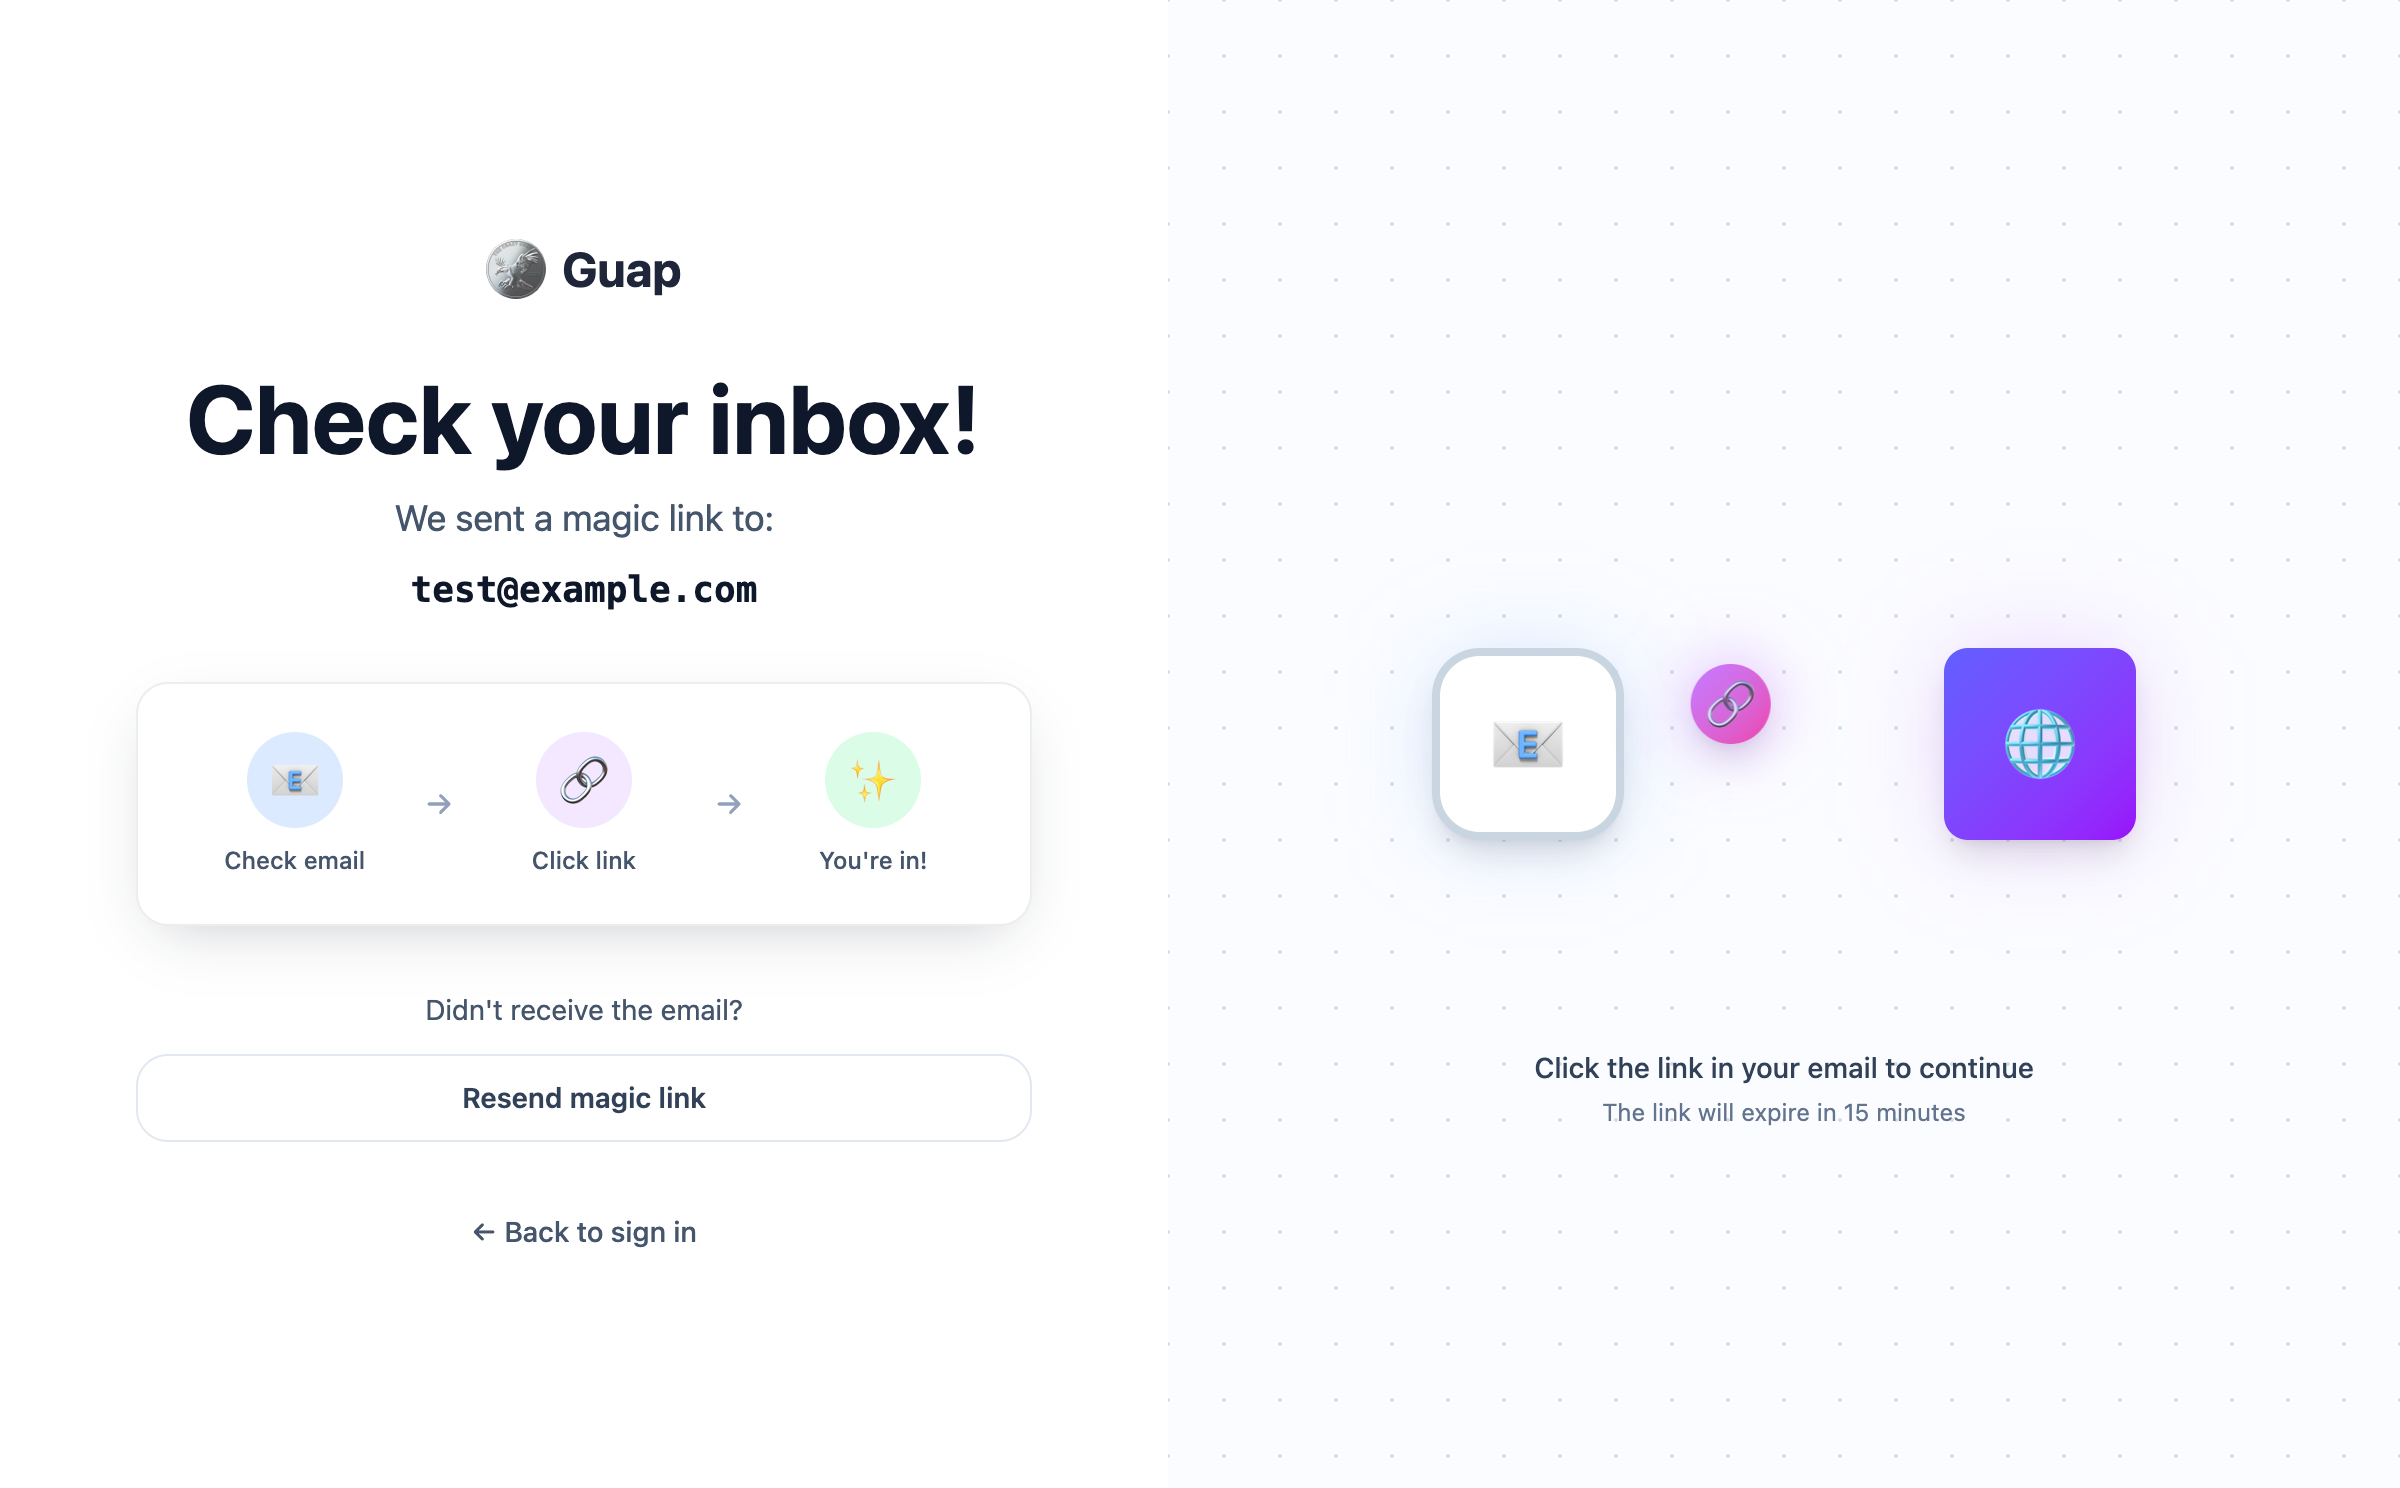 Guap
Check your inbox!
We sent a magic link to:
test@example.com
Check email
→
Click link
→
You're in!
Didn't receive the email?
Resend magic link
← Back to sign in
Click the link in your email to continue
The link will expire in 15 minutes